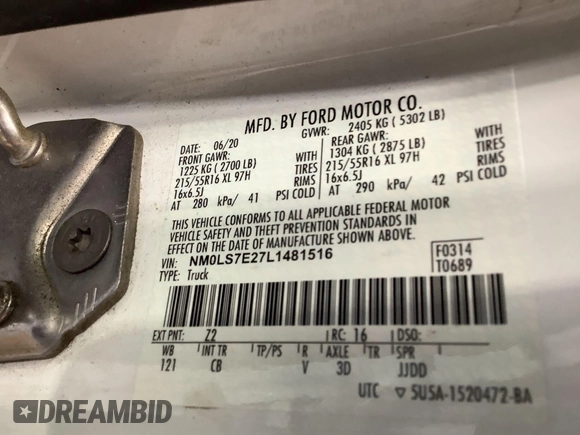 MFD. BY FORD MOTOR CO.
DATE: 06/20 GVWR: 2405 KG ( 5302 LB)
FRONT GAWR: REAR GAWR:
1225 KG ( 2700 LB) WITH 1304 KG ( 2875 LB) WITH
215/55R16 XL 97H TIRES 215/55R16 XL 97H TIRES
16x6.5J RIMS 16x6.5J RIMS
AT 280 kPa/ 41 PSI COLD AT 290 kPa/ 42 PSI COLD
THIS VEHICLE CONFORMS TO ALL APPLICABLE FEDERAL MOTOR
VEHICLE SAFETY AND THEFT PREVENTION STANDARDS IN
EFFECT ON THE DATE OF MANUFACTURE SHOWN ABOVE.
VIN: NM0LS7E27L1481516 F0314
TYPE: Truck T0689
EXT PNT: Z2 RC: 16 DSO:
WB INT TR TP/PS R AXLE TR SPR
121 CB V 3D JJDD
UTC ▽ SUSA-1520472-BA
DREAMBID